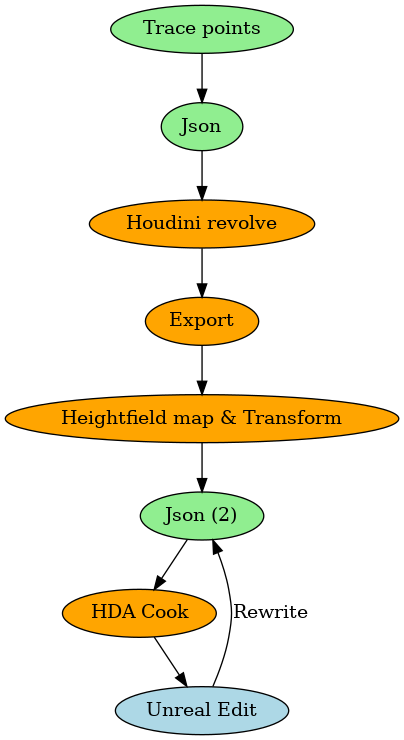 Trace points
Json
Houdini revolve
Export
Heightfield map & Transform
Json (2)
HDA Cook
Rewrite
Unreal Edit